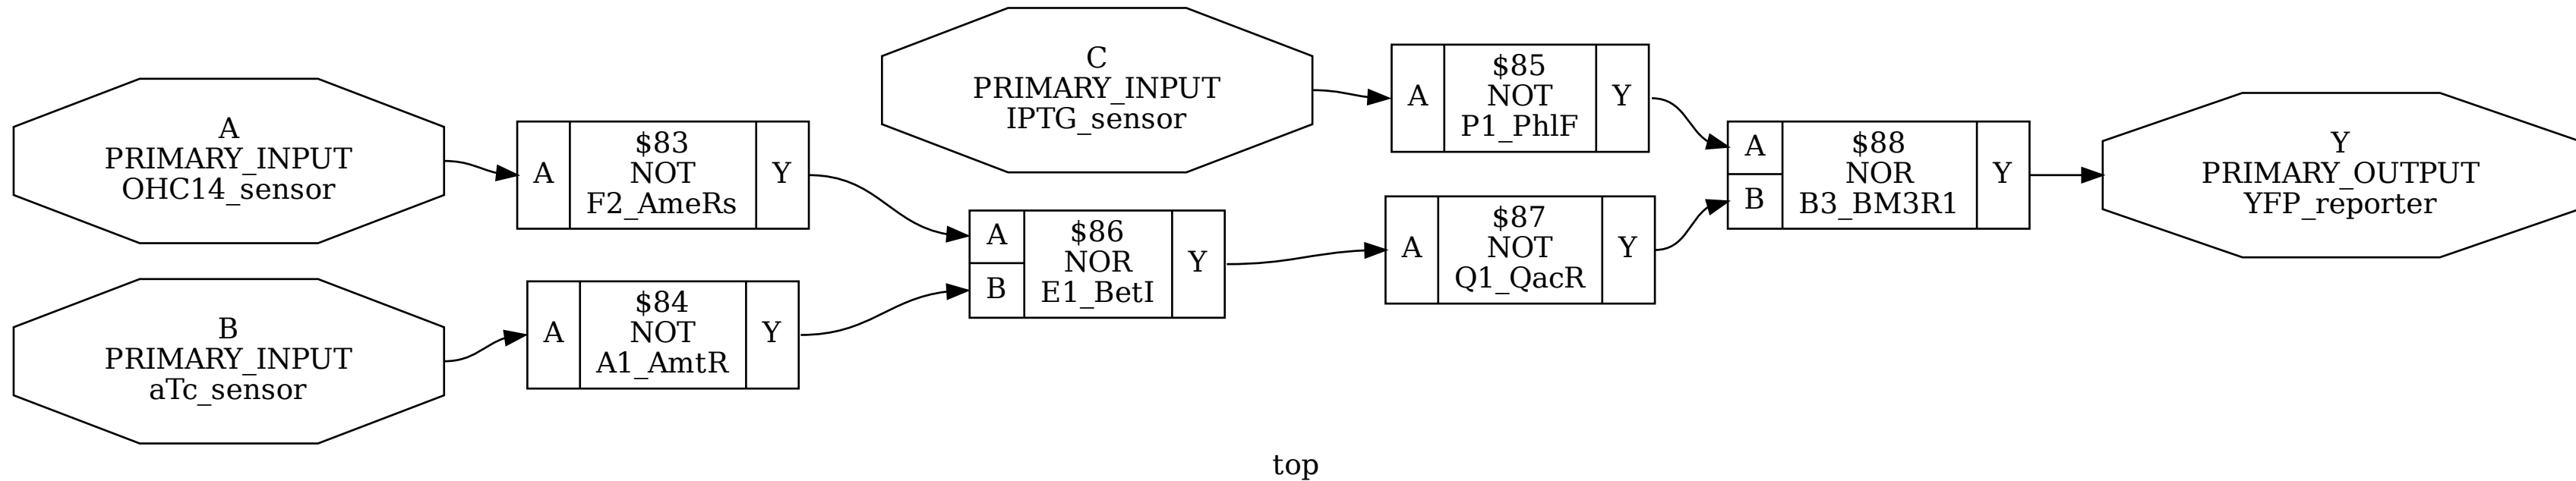 A
PRIMARY_INPUT
OHC14_sensor
B
PRIMARY_INPUT
aTc_sensor
A
$83
NOT
F2_AmeRs
Y
A
$84
NOT
A1_AmtR
Y
C
PRIMARY_INPUT
IPTG_sensor
A
B
$86
NOR
E1_BetI
Y
A
$85
NOT
P1_PhlF
Y
A
$87
NOT
Q1_QacR
Y
A
B
$88
NOR
B3_BM3R1
Y
Y
PRIMARY_OUTPUT
YFP_reporter
top